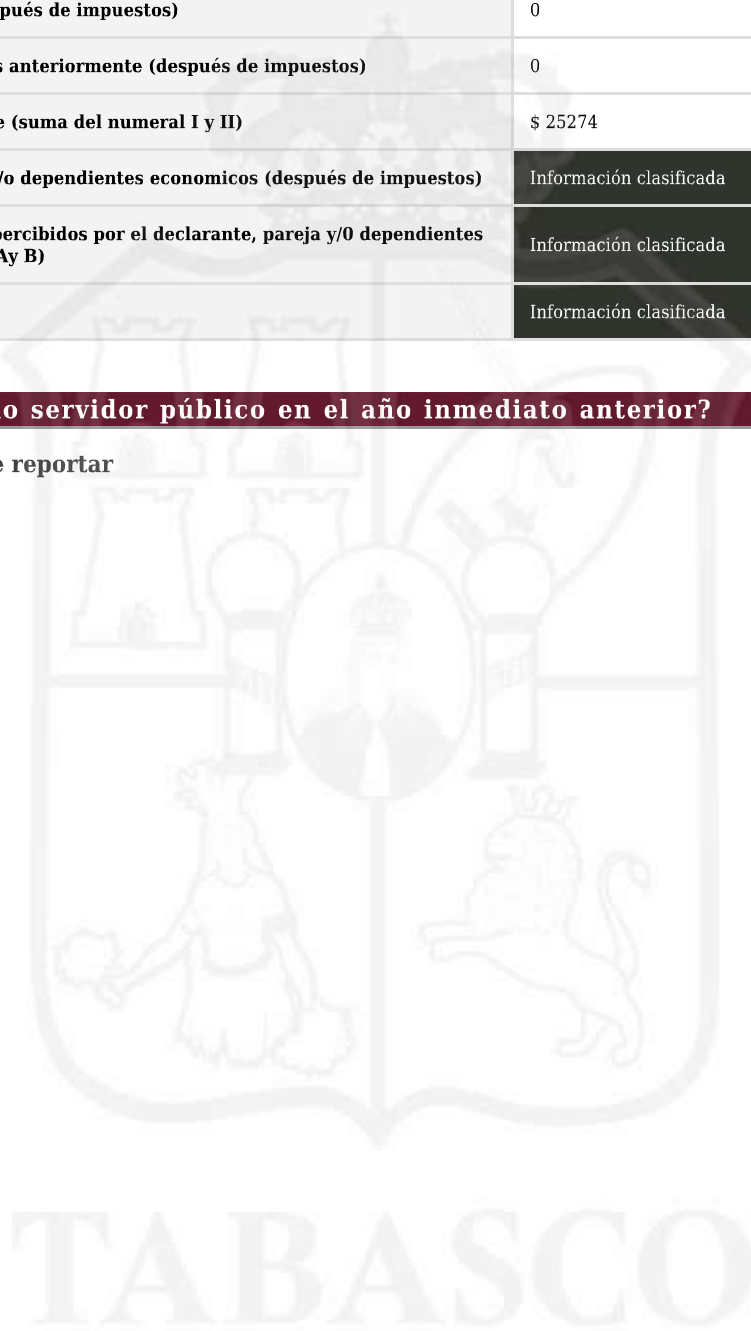 pués de impuestos)
0
s anteriormente (después de impuestos)
0
e (suma del numeral I y II)
$ 25274
/o dependientes economicos (después de impuestos)
Información clasificada
percibidos por el declarante, pareja y/0 dependientes
Ay B)
Información clasificada
Información clasificada
o servidor público en el año inmediato anterior?
e reportar
TABASCO